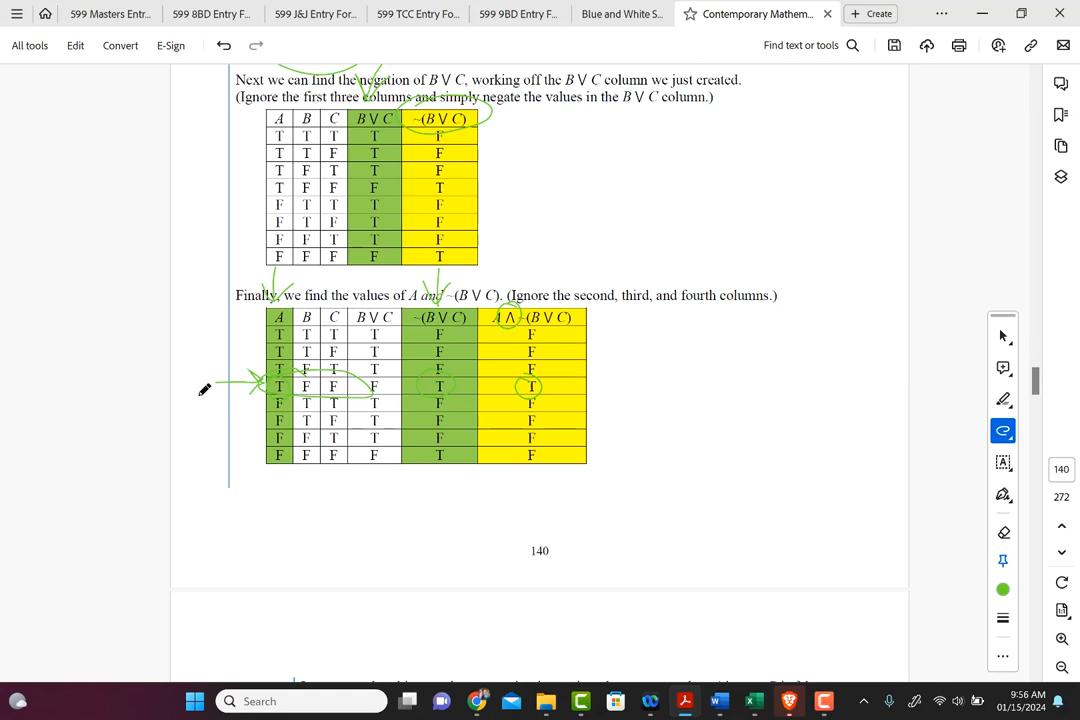 599 Masters Entr... 599 8BD Entry F... 599 J&J Entry For... 599 TCC Entry Fo... 599 9BD Entry F... Blue and White S... Contemporary Mathem... Create
All tools Edit Convert E-Sign Find text or tools
Next we can find the negation of B ⋁ C, working off the B ⋁ C column we just created.
(Ignore the first three columns and simply negate the values in the B ⋁ C column.)
A B C B ⋁ C ~(B ⋁ C)
T T T T F
T T F T F
T F T T F
T F F F T
F T T T F
F T F T F
F F T T F
F F F F T
Finally, we find the values of A and ~(B ⋁ C). (Ignore the second, third, and fourth columns.)
A B C B ⋁ C ~(B ⋁ C) A ⋀ ~(B ⋁ C)
T T T T F F
T T F T F F
T F T T F F
T F F F T T
F T T T F F
F T F T F F
F F T T F F
F F F F T F
140
140
272
Search
9:56 AM
01/15/2024